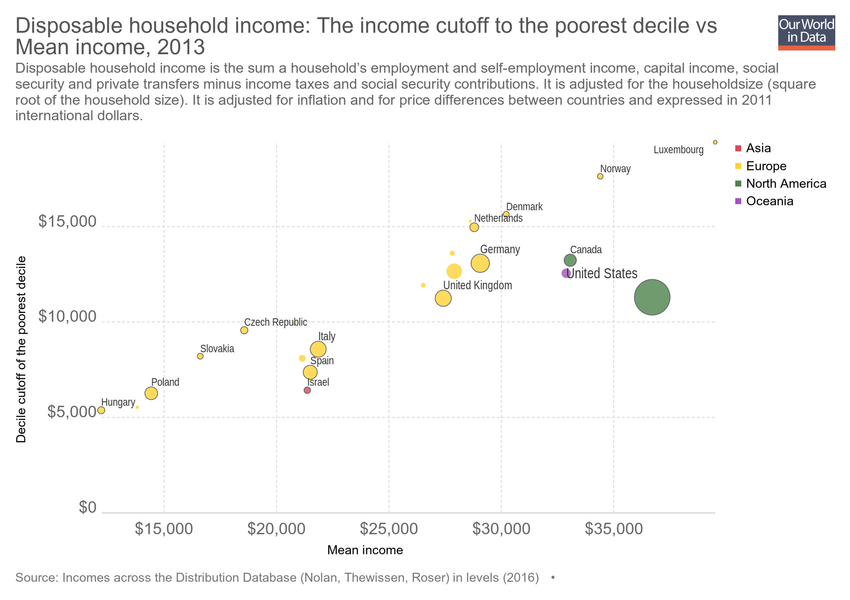 Disposable household income: The income cutoff to the poorest decile vs
Mean income, 2013
Our World
in Data
Disposable household income is the sum a household's employment and self-employment income, capital income, social
security and private transfers minus income taxes and social security contributions. It is adjusted for the householdsize (square
root of the household size). It is adjusted for inflation and for price differences between countries and expressed in 2011
international dollars.
Luxembourg
Asia
Europe
North America
Oceania
Norway
Denmark
Netherlands
$15,000
Germany
Canada
United States
United Kingdom
$10,000
Czech Republic
Italy
Slovakia
Spain
Poland
Israel
Hungary
$5,000
$0
Decile cutoff of the poorest decile
$15,000
$20,000
$25,000
$30,000
$35,000
Mean income
Source: Incomes across the Distribution Database (Nolan, Thewissen, Roser) in levels (2016) •